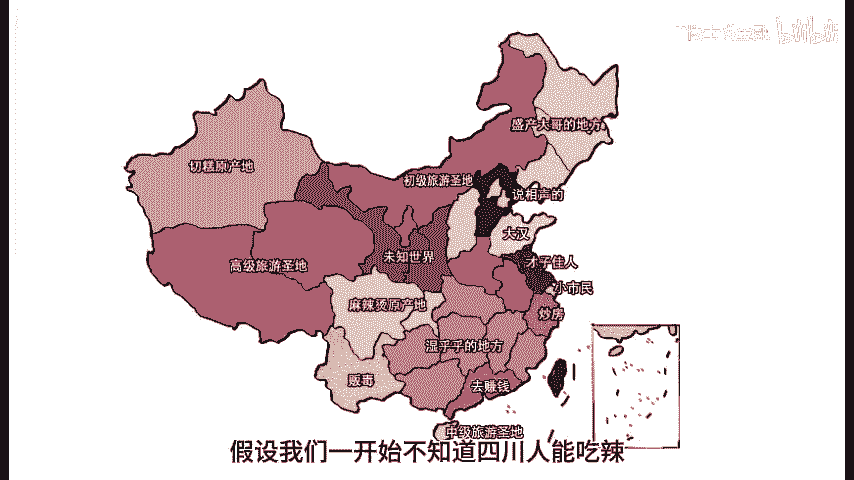 盛产大哥的地方
切糕原产地
初级旅游圣地
说相声的
大汉
未知世界
才子佳人
高级旅游圣地
小市民
麻辣烫原产地
炒房
湿乎乎的地方
贩毒
去赚钱
中级旅游圣地
假设我们一开始不知道四川人能吃辣